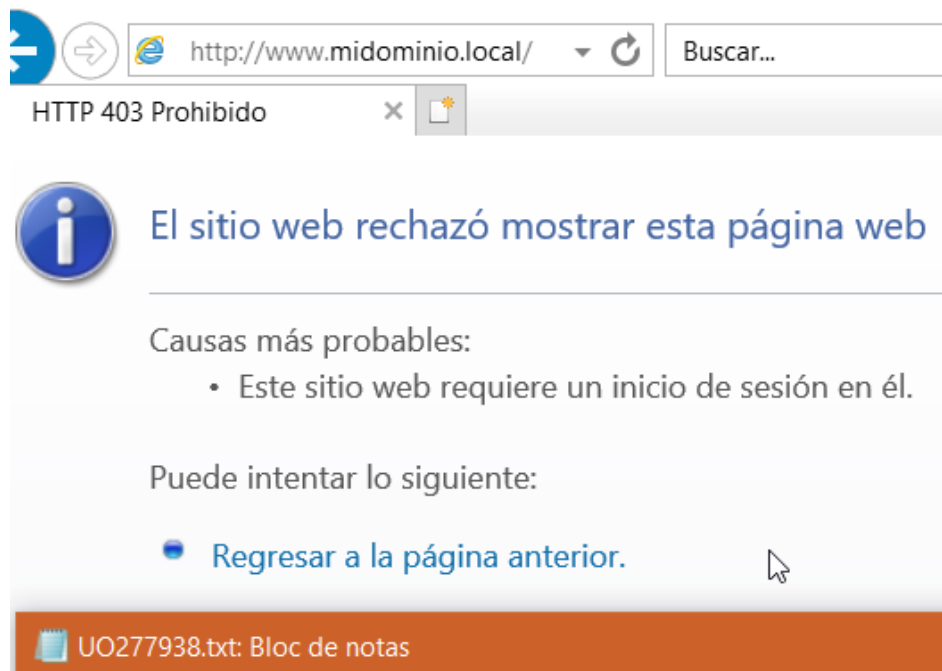 http://www.midominio.local/
Buscar...
HTTP 403 Prohibido
El sitio web rechazó mostrar esta página web
Causas más probables:
• Este sitio web requiere un inicio de sesión en él.
Puede intentar lo siguiente:
Regresar a la página anterior.
UO277938.txt: Bloc de notas